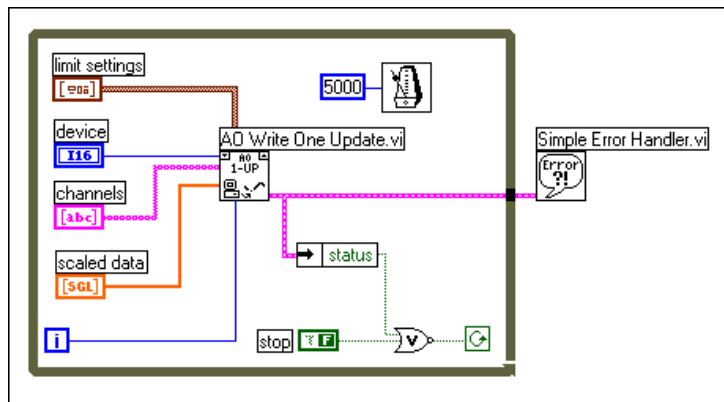 limit settings
5000
device
I16
AO Write One Update.vi
Simple Error Handler.vi
AO
1-UP
Error
?!
channels
[abc]
status
scaled data
[SGL]
i
stop
F
V